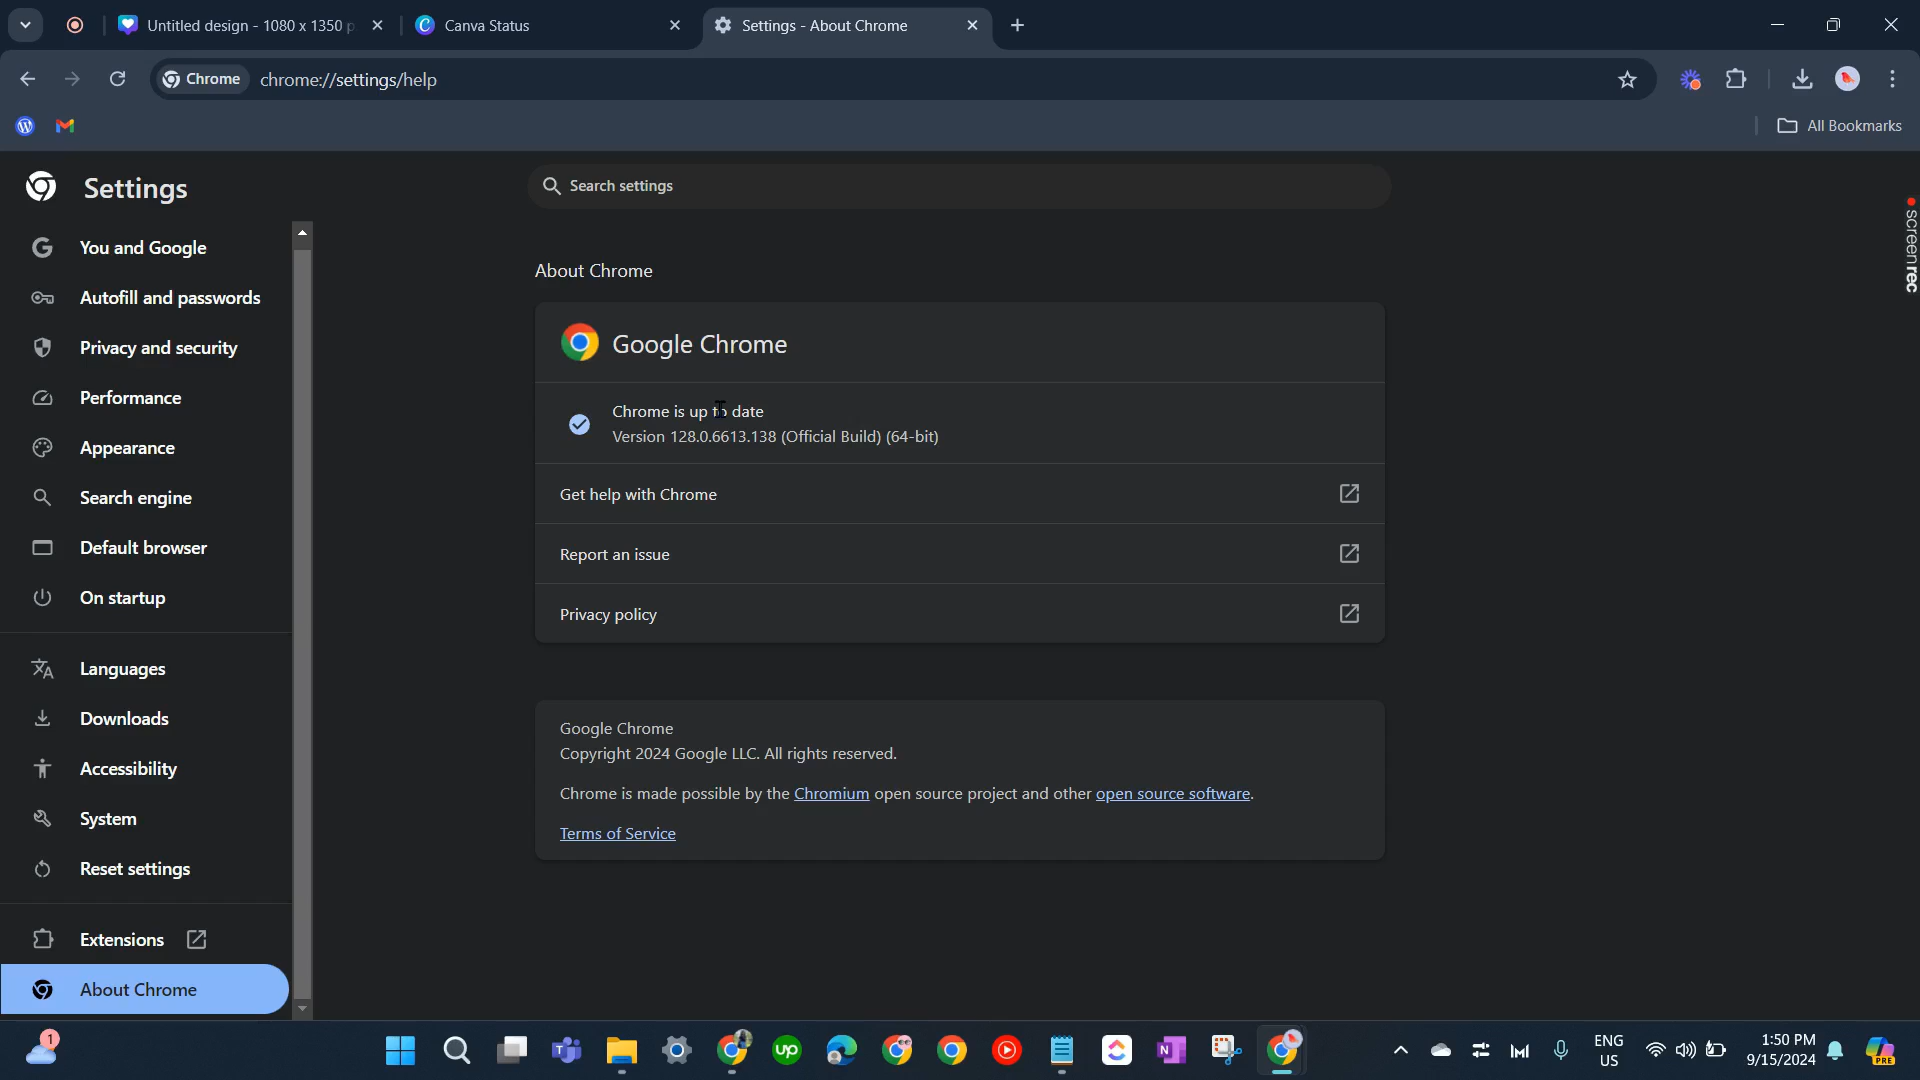 Untitled design - 1080 x 1350 p
Canva Status
Settings - About Chrome
Chrome
chrome://settings/help
All Bookmarks
Settings
Search settings
screenrec
You and Google
Autofill and passwords
Privacy and security
Performance
Appearance
Search engine
Default browser
On startup
Languages
Downloads
Accessibility
System
Reset settings
Extensions
About Chrome
About Chrome
Google Chrome
Chrome is up to date
Version 128.0.6613.138 (Official Build) (64-bit)
Get help with Chrome
Report an issue
Privacy policy
Google Chrome
Copyright 2024 Google LLC. All rights reserved.
Chrome is made possible by the Chromium open source project and other open source software.
Terms of Service
1
up
N
ENG
US
1:50 PM
9/15/2024
PRE